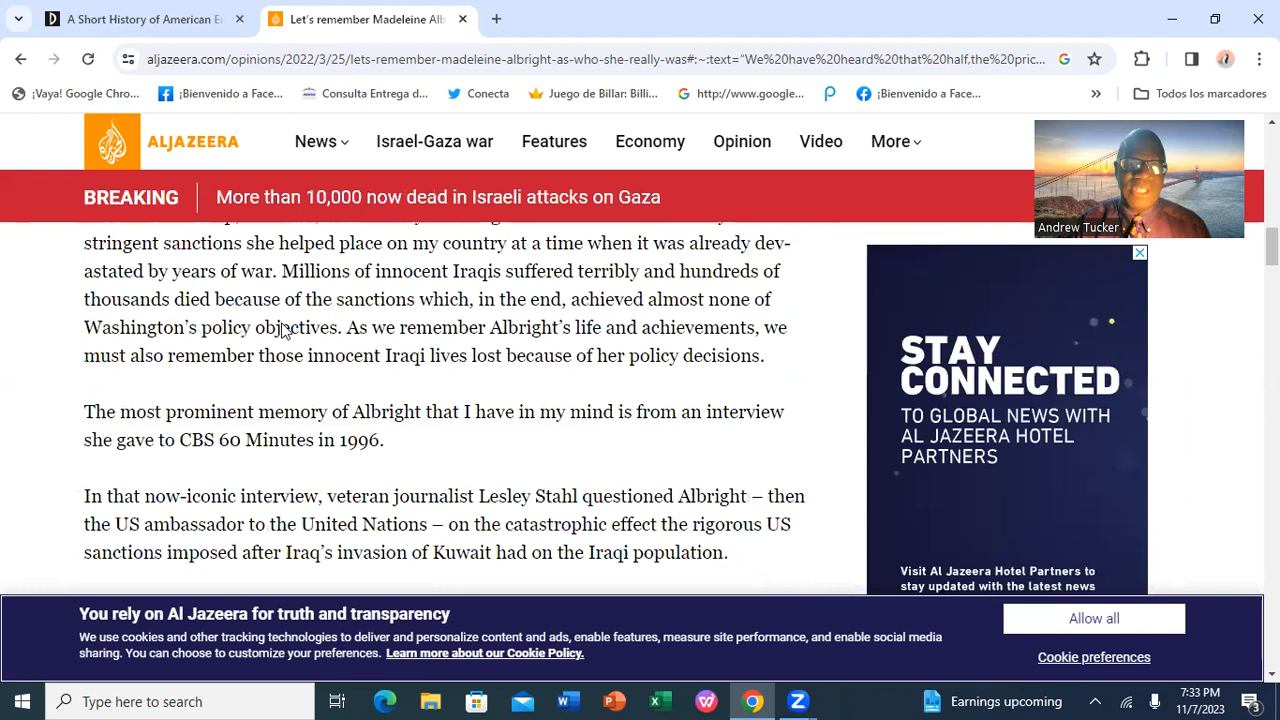 A Short History of American E
Let's remember Madeleine Alb
aljazeera.com/opinions/2022/3/25/lets-remember-madeleine-albright-as-who-she-really-was#:~:text="We%20have%20heard%20that%20half,the%20pric...
¡Vaya! Google Chro...
¡Bienvenido a Face...
Consulta Entrega d...
Conecta
Juego de Billar: Billi...
http://www.google...
¡Bienvenido a Face...
»
Todos los marcadores
ALJAZEERA
News
Israel-Gaza war
Features
Economy
Opinion
Video
More
Andrew Tucker
BREAKING
More than 10,000 now dead in Israeli attacks on Gaza
stringent sanctions she helped place on my country at a time when it was already dev-
astated by years of war. Millions of innocent Iraqis suffered terribly and hundreds of
thousands died because of the sanctions which, in the end, achieved almost none of
Washington's policy objectives. As we remember Albright's life and achievements, we
must also remember those innocent Iraqi lives lost because of her policy decisions.
The most prominent memory of Albright that I have in my mind is from an interview
she gave to CBS 60 Minutes in 1996.
In that now-iconic interview, veteran journalist Lesley Stahl questioned Albright – then
the US ambassador to the United Nations – on the catastrophic effect the rigorous US
sanctions imposed after Iraq's invasion of Kuwait had on the Iraqi population.
STAY
CONNECTED
TO GLOBAL NEWS WITH
AL JAZEERA HOTEL
PARTNERS
Visit Al Jazeera Hotel Partners to
stay updated with the latest news
You rely on Al Jazeera for truth and transparency
We use cookies and other tracking technologies to deliver and personalize content and ads, enable features, measure site performance, and enable social media
sharing. You can choose to customize your preferences. Learn more about our Cookie Policy.
Allow all
Cookie preferences
Type here to search
Earnings upcoming
7:33 PM
11/7/2023
3